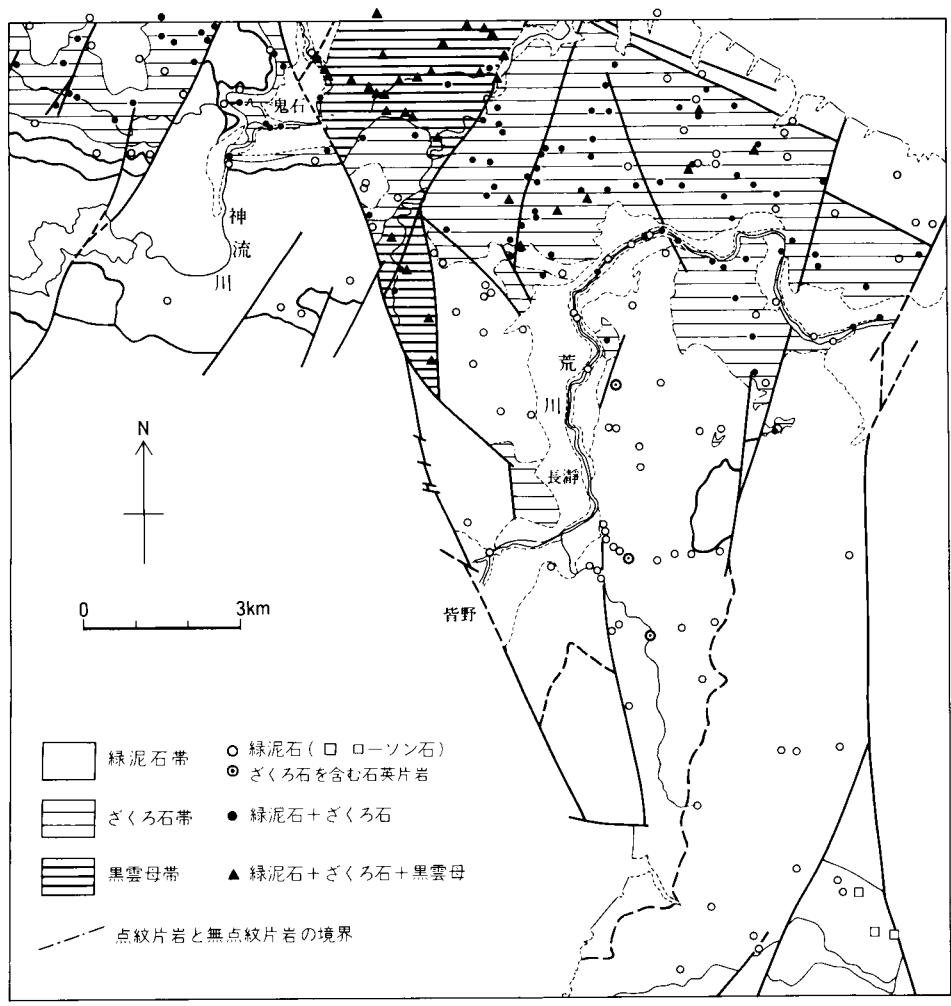 鬼石
神流川
荒川
長瀞
皆野
N
0 3km
緑泥石帯
ざくろ石帯
黒雲母帯
点紋片岩と無点紋片岩の境界
○ 緑泥石(□ ローソン石)
◉ ざくろ石を含む石英片岩
● 緑泥石+ざくろ石
▲ 緑泥石+ざくろ石+黒雲母